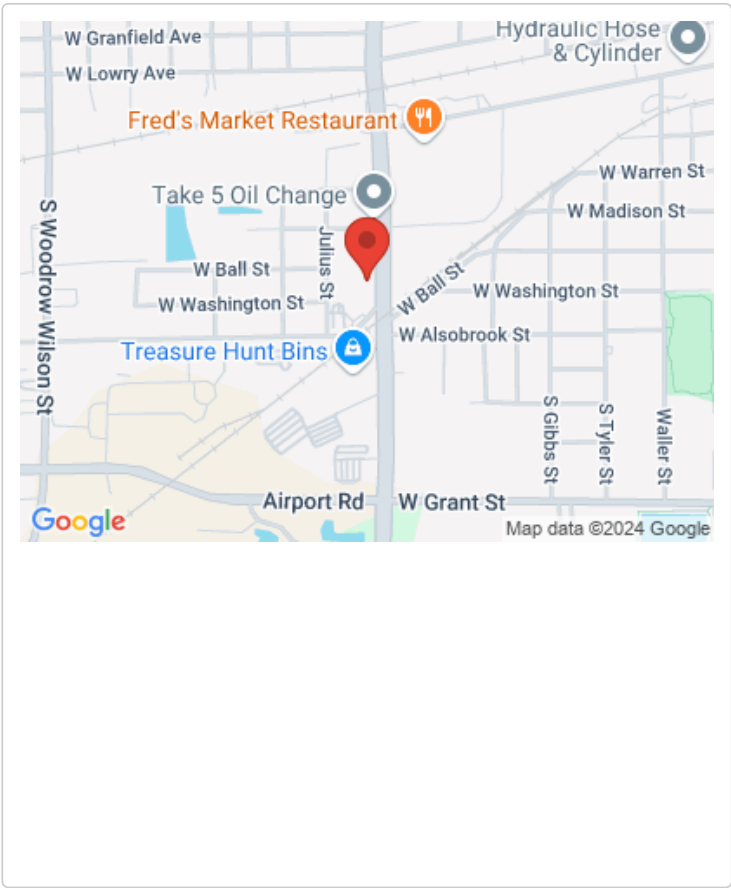 W Granfield Ave
Hydraulic Hose
& Cylinder
W Lowry Ave
Fred's Market Restaurant
W Warren St
Take 5 Oil Change
W Madison St
S Woodrow Wilson St
Julius St
W Ball St
W Ball St
W Washington St
W Washington St
W Alsobrook St
Treasure Hunt Bins
S Gibbs St
S Tyler St
Waller St
Airport Rd
W Grant St
Google
Map data ©2024 Google